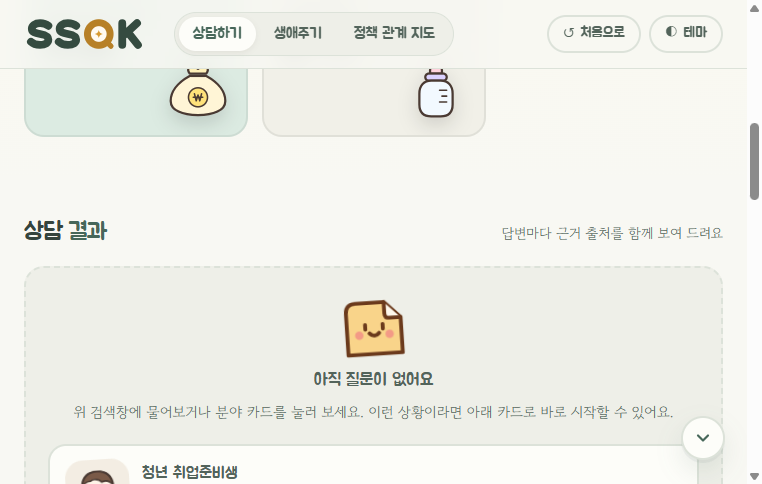 SSQK
상담하기
생애주기
정책 관계 지도
↺ 처음으로
◐ 테마
₩
상담 결과
답변마다 근거 출처를 함께 보여 드려요
아직 질문이 없어요
위 검색창에 물어보거나 분야 카드를 눌러 보세요. 이런 상황이라면 아래 카드로 바로 시작할 수 있어요.
청년 취업준비생